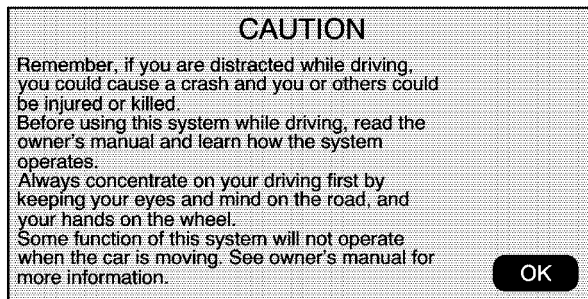 CAUTION
Remember, if you are distracted while driving,
you could cause a crash and you or others could
be injured or killed.
Before using this system while driving, read the
owner's manual and learn how the system
operates.
Always concentrate on your driving first by
keeping your eyes and mind on the road, and
your hands on the wheel.
Some function of this system will not operate
when the car is moving. See owner's manual for
more information.
OK